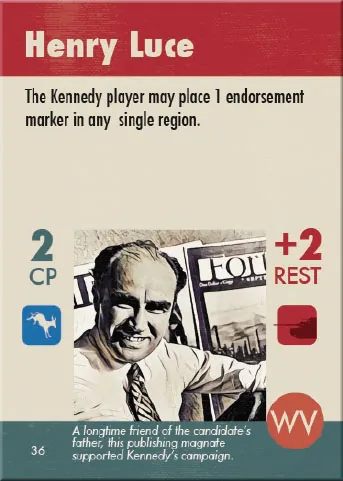 Henry Luce
The Kennedy player may place 1 endorsement
marker in any single region.
2
CP
+2
REST
FOR
WV
36
A longtime friend of the candidate's
father, this publishing magnate
supported Kennedy's campaign.